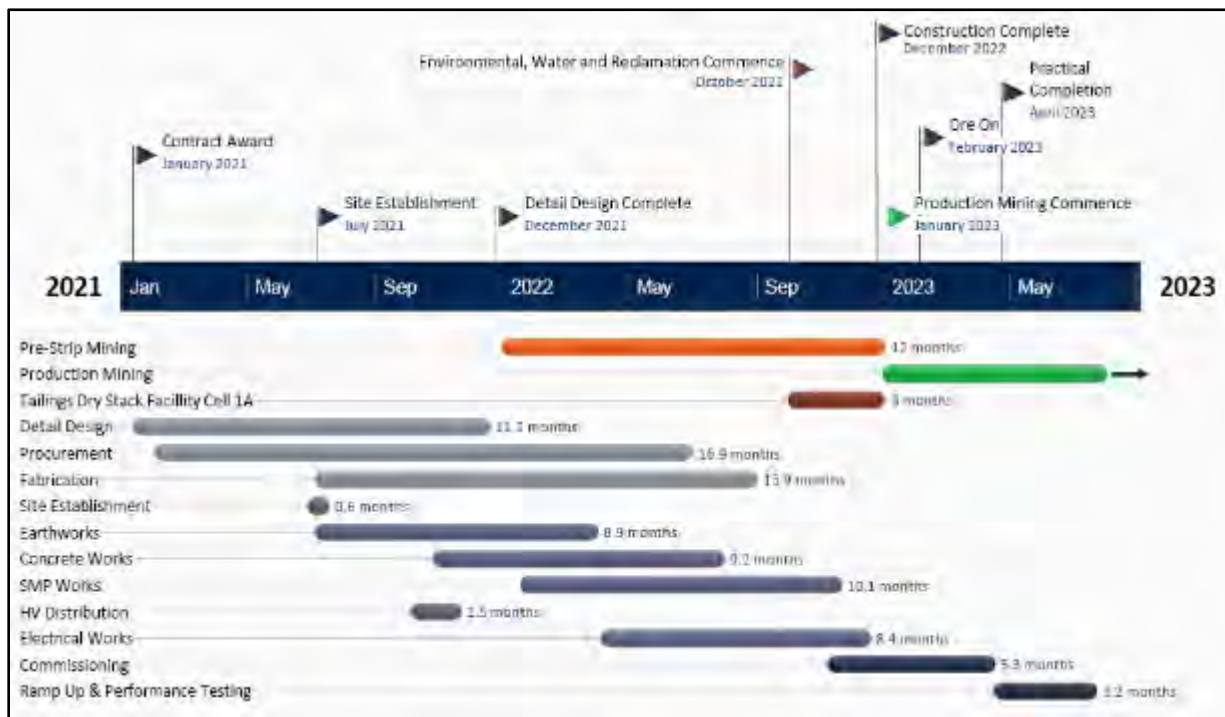 Construction Complete
December 2022
Environmental, Water and Reclamation Commence
October 2022
Practical
Completion
April 2023
Contract Award
January 2021
Ore On
February 2023
Site Establishment
July 2021
Detail Design Complete
December 2021
Production Mining Commence
January 2023
2021 Jan May Sep 2022 May Sep 2023 May 2023
Pre-Strip Mining 12 months
Production Mining
Tailings Dry Stack Facillity Cell 1A 3 months
Detail Design months
Procurement 16.9 months
Fabrication 13.9 months
Site Establishment 0.6 months
Earthworks 8.9 months
Concrete Works 9.2 months
SMP Works 10.1 months
HV Distribution 1.5 months
Electrical Works 8.4 months
Commissioning 5.3 months
Ramp Up & Performance Testing 3.2 months